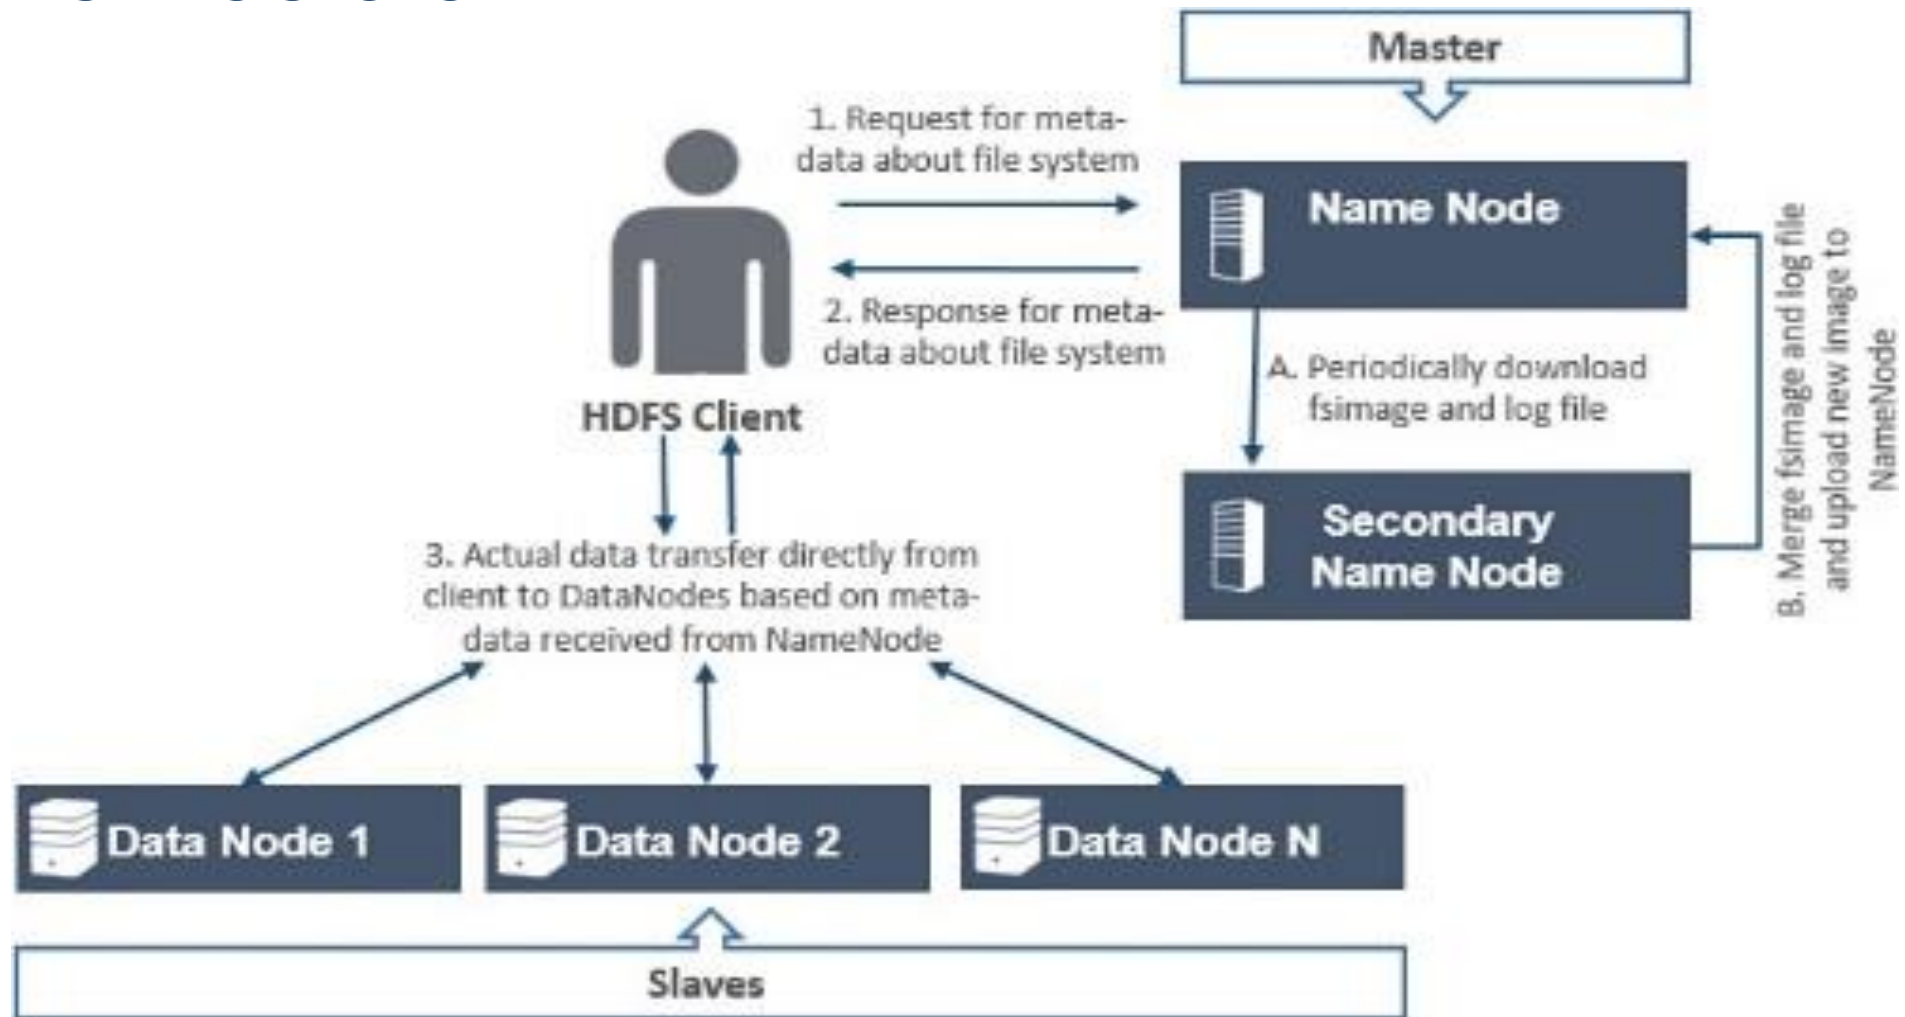 Master
1. Request for meta-
data about file system
Name Node
2. Response for meta-
data about file system
A. Periodically download
fsimage and log file
B. Merge fsimage and log file
and upload new image to
NameNode
HDFS Client
Secondary
Name Node
3. Actual data transfer directly from
client to DataNodes based on meta-
data received from NameNode
Data Node 1
Data Node 2
Data Node N
Slaves